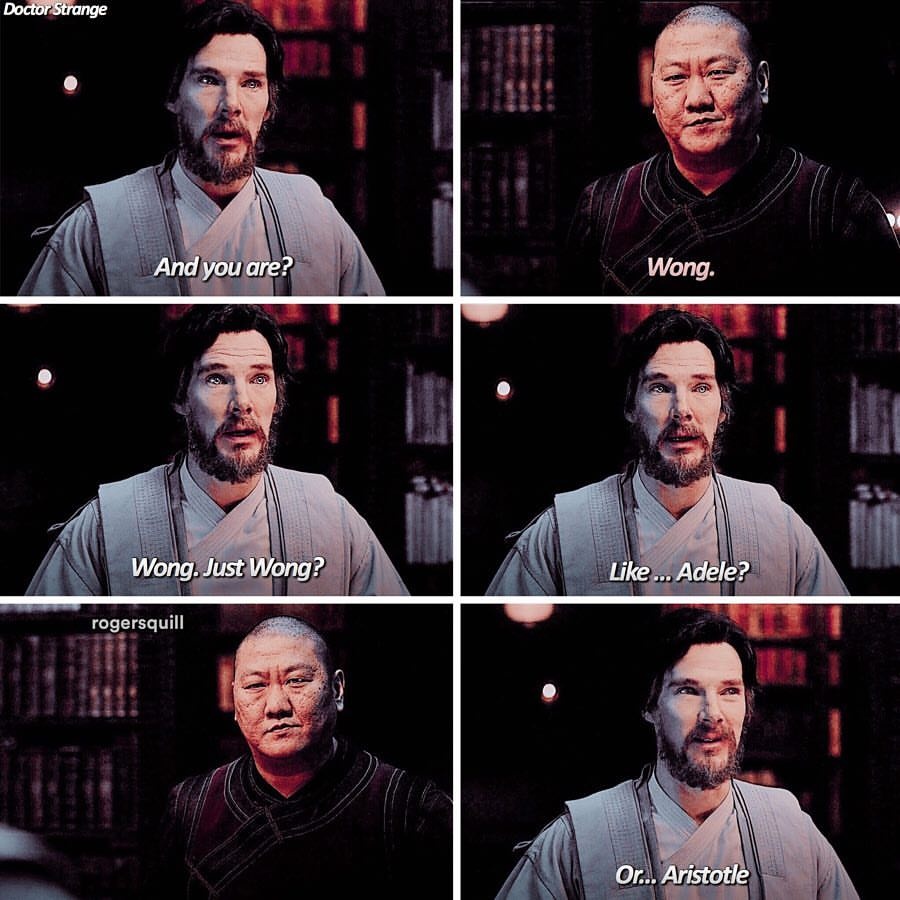 Doctor Strange
And you are?
Wong.
Wong. Just Wong?
Like ... Adele?
rogersquill
Or... Aristotle